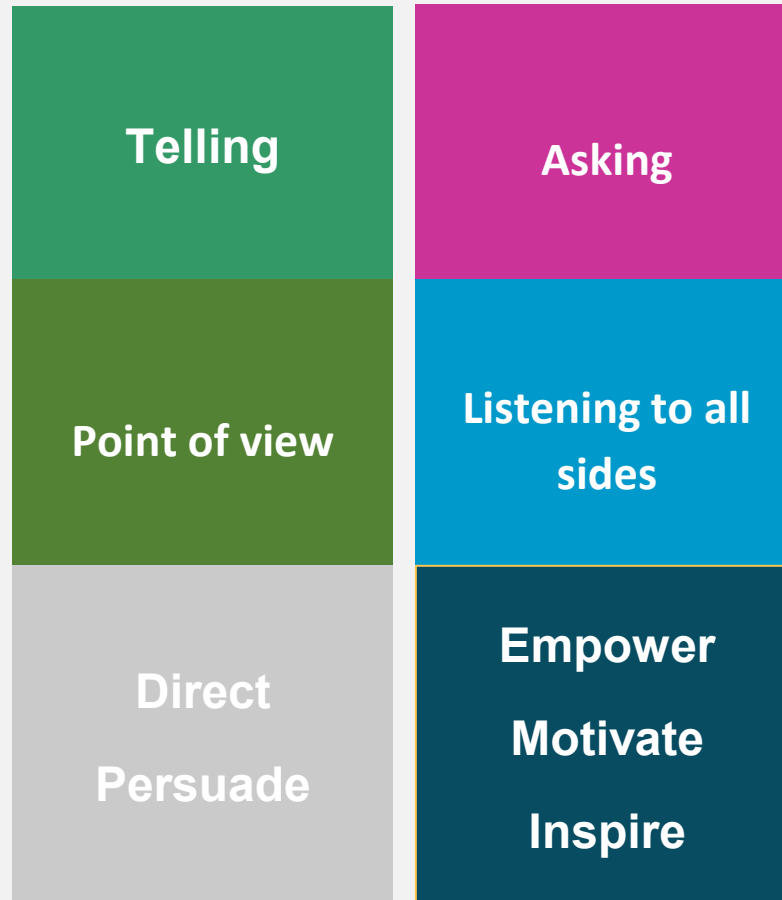 Telling
Asking
Point of view
Listening to all
sides
Direct
Persuade
Empower
Motivate
Inspire